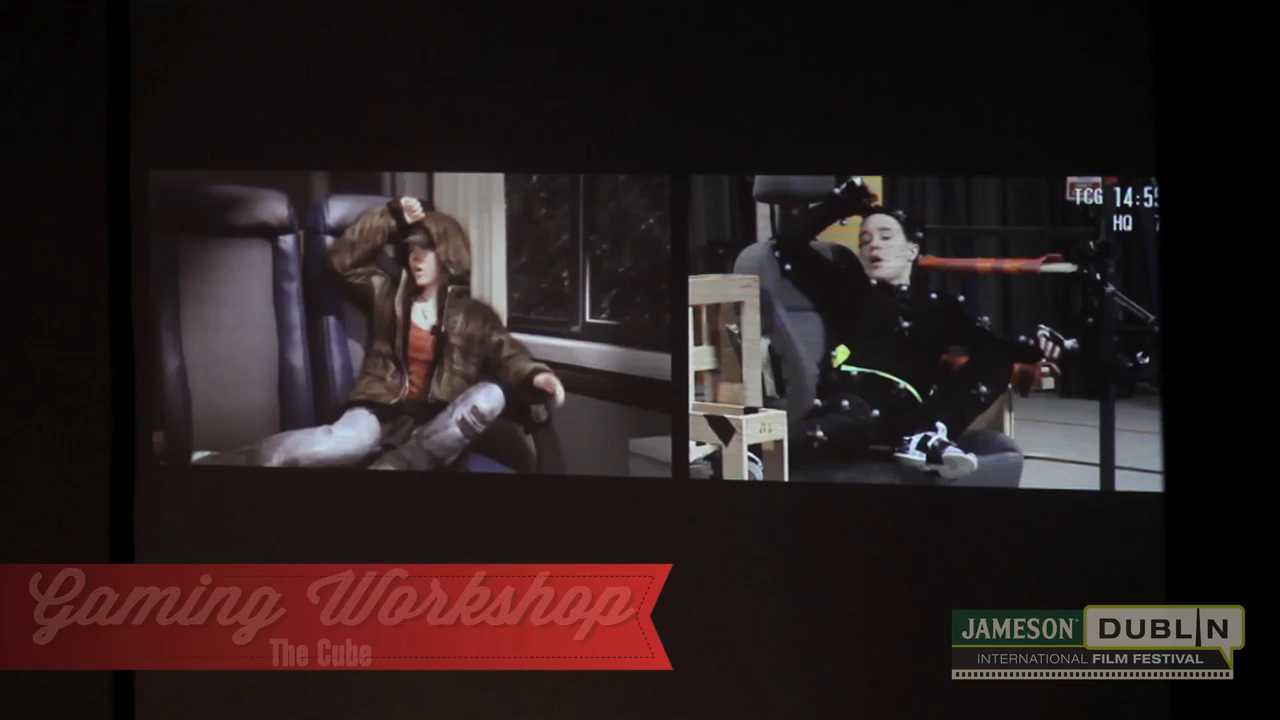 TCG 14:5
HQ
Gaming Workshop
The Cube
JAMESON DUBLIN
INTERNATIONAL FILM FESTIVAL